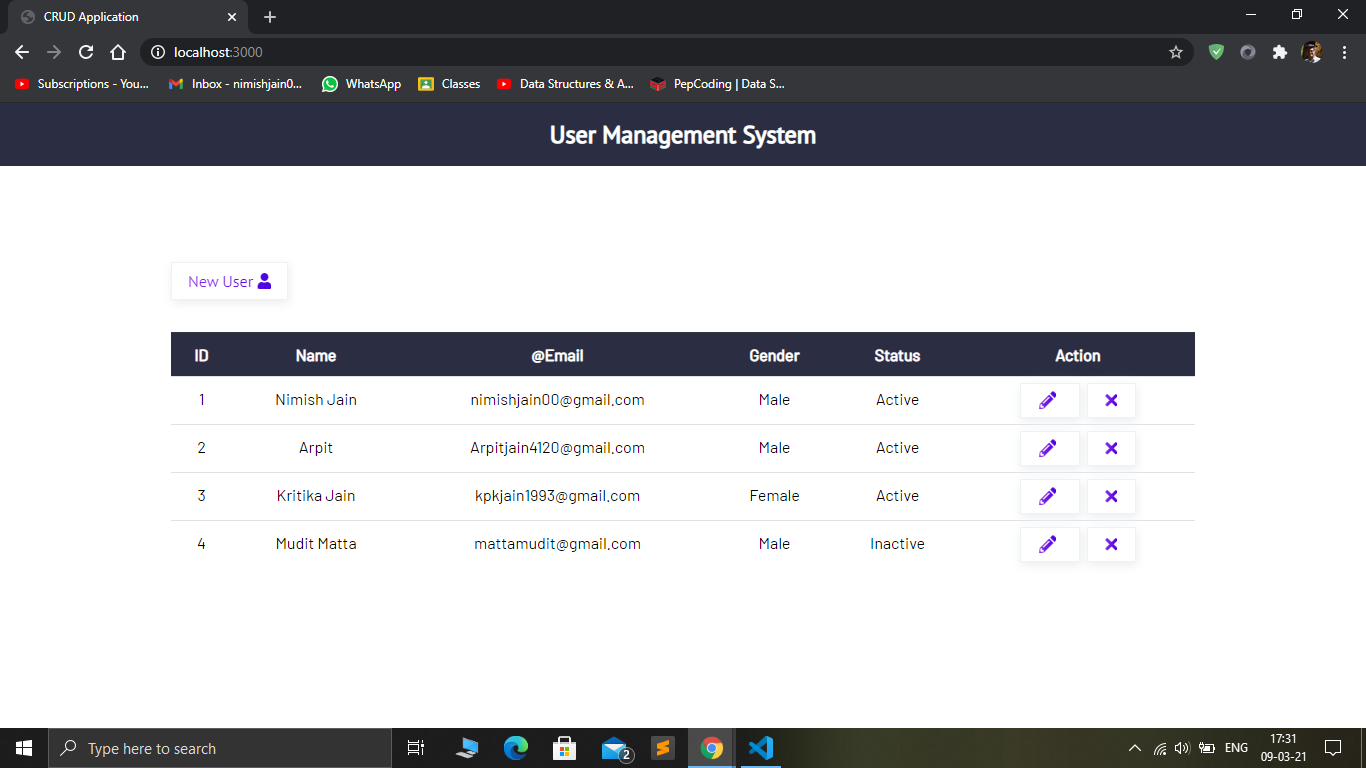 CRUD Application
localhost:3000
Subscriptions - You... Inbox - nimishjain0... WhatsApp Classes Data Structures & A... PepCoding | Data S...
User Management System
New User
ID Name @Email Gender Status Action
1 Nimish Jain nimishjain00@gmail.com Male Active
2 Arpit Arpitjain4120@gmail.com Male Active
3 Kritika Jain kpkjain1993@gmail.com Female Active
4 Mudit Matta mattamudit@gmail.com Male Inactive
Type here to search 2 ENG 17:31
09-03-21